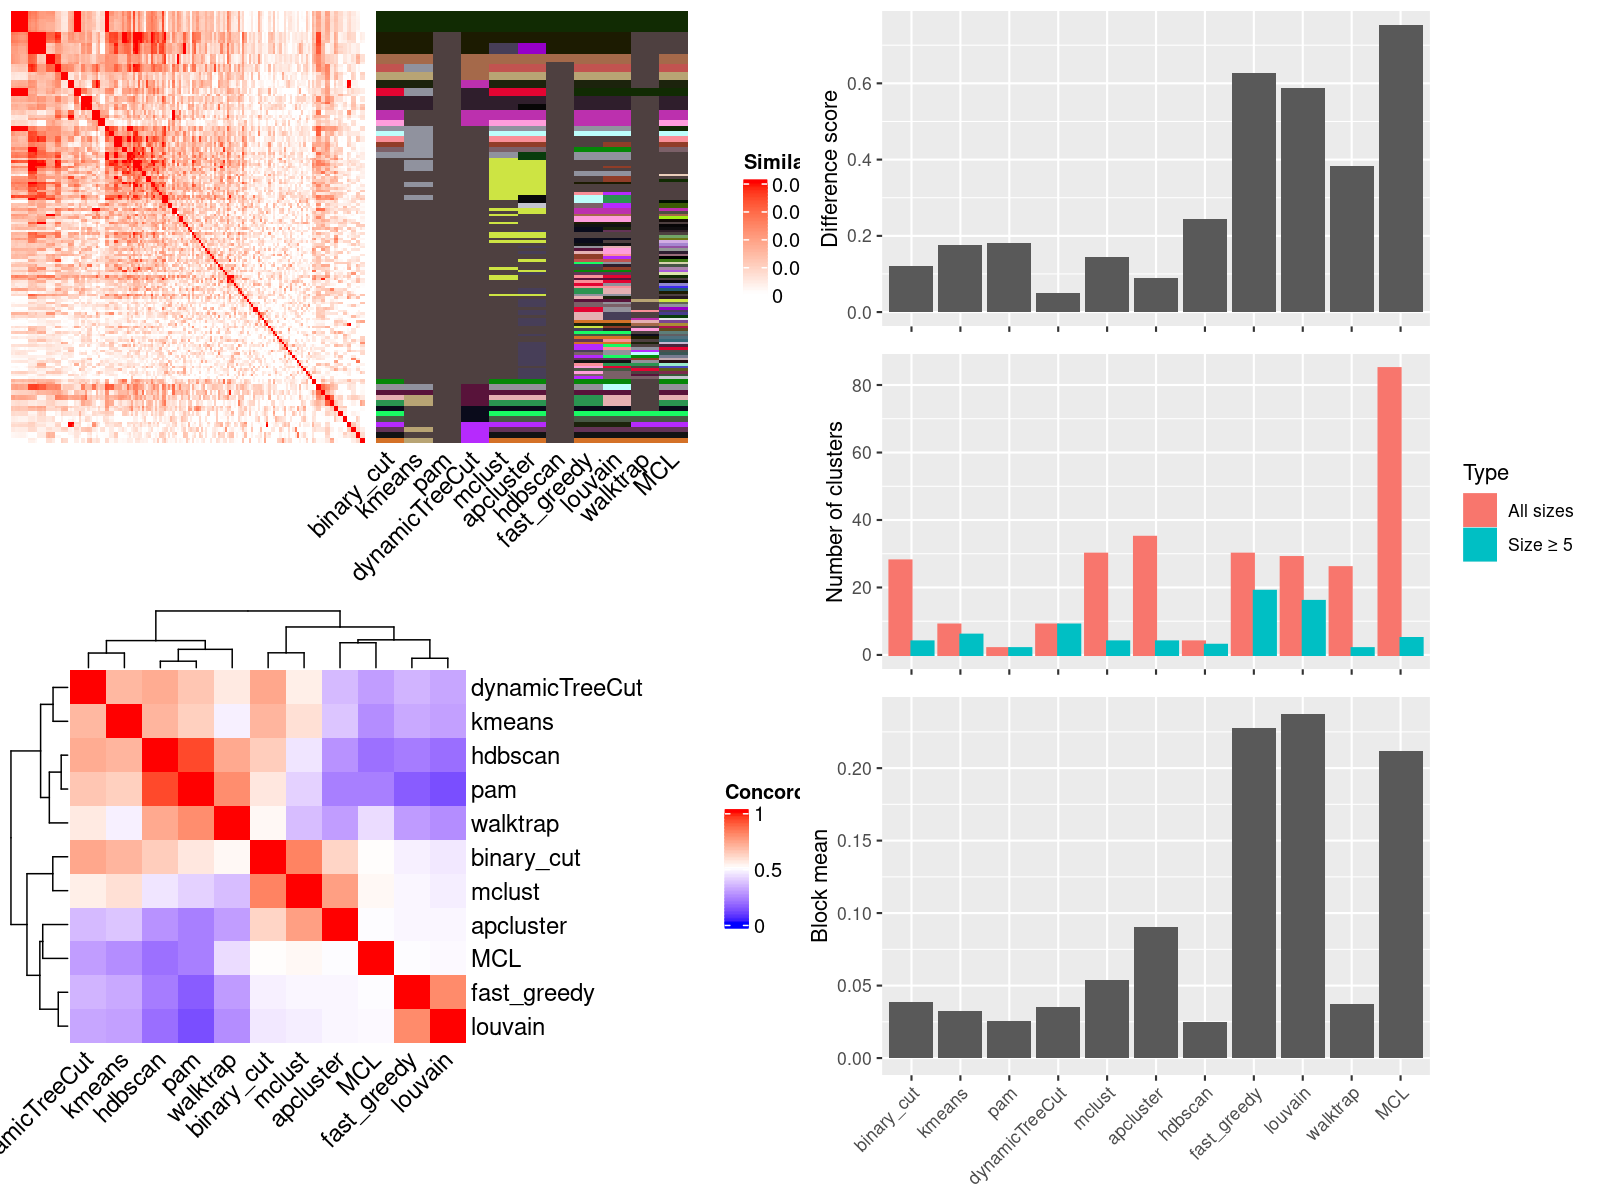 Simila
0.0
0.0
0.0
0.0
0
binary_cut
kmeans
pam
dynamicTreeCut
mclust
apcluster
hdbscan
fast_greedy
louvain
walktrap
MCL
dynamicTreeCut
kmeans
hdbscan
pam
walktrap
binary_cut
mclust
apcluster
MCL
fast_greedy
louvain
amicTreeCut
kmeans
hdbscan
pam
walktrap
binary_cut
mclust
apcluster
MCL
fast_greedy
louvain
Concord
1
0.5
0
Difference score
0.6
0.4
0.2
0.0
Number of clusters
80
60
40
20
0
Type
All sizes
Size ≥ 5
Block mean
0.20
0.15
0.10
0.05
0.00
binary_cut
kmeans
pam
dynamicTreeCut
mclust
apcluster
hdbscan
fast_greedy
louvain
walktrap
MCL